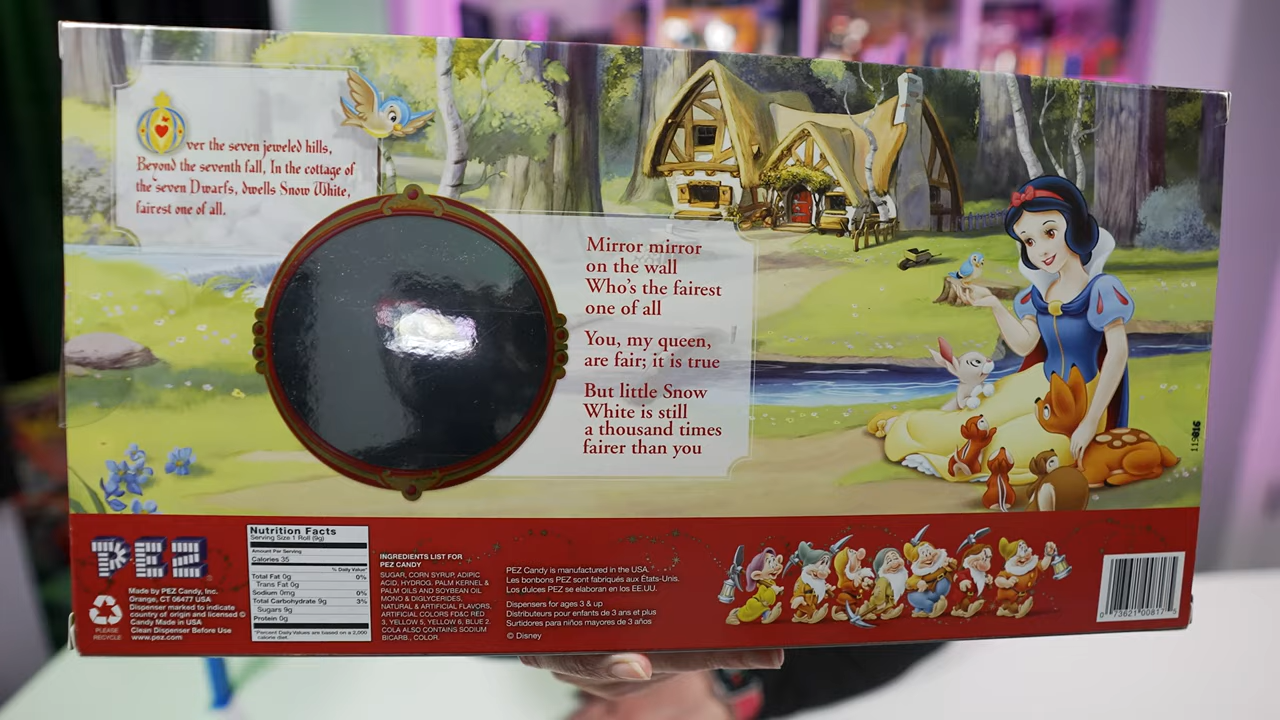 ver the seven jeweled hills,
Beyond the seventh fall, In the cottage of
the seven Dwarfs, dwells Snow White,
fairest one of all.
Mirror mirror
on the wall
Who's the fairest
one of all
You, my queen,
are fair; it is true
But little Snow
White is still
a thousand times
fairer than you
119016
PEZ
Made by PEZ Candy, Inc.
Orange, CT 06477 USA
Dispenser marked to indicate
country of origin and licensed ©
Candy Made in USA
Clean Dispenser Before Use
www.pez.com
PLEASE
RECYCLE
Nutrition Facts
Serving Size 1 Roll (9g)
Amount Per Serving
Calories 35
% Daily Value*
Total Fat 0g 0%
Trans Fat 0g
Sodium 0mg 0%
Total Carbohydrate 9g 3%
Sugars 9g
Protein 0g
*Percent Daily Values are based on a 2,000
calorie diet.
INGREDIENTS LIST FOR
PEZ CANDY
SUGAR, CORN SYRUP, ADIPIC
ACID, HYDROG. PALM KERNEL &
PALM OILS AND SOYBEAN OIL
MONO & DIGLYCERIDES,
NATURAL & ARTIFICIAL FLAVORS,
ARTIFICIAL COLORS FD&C RED
3, YELLOW 5, YELLOW 6, BLUE 2.
COLA ALSO CONTAINS SODIUM
BICARB., COLOR.
PEZ Candy is manufactured in the USA.
Les bonbons PEZ sont fabriqués aux États-Unis.
Los dulces PEZ se elaboran en los EE.UU.
Dispensers for ages 3 & up
Distributeurs pour enfants de 3 ans et plus
Surtidores para niños mayores de 3 años
© Disney
0 73621 00817 5